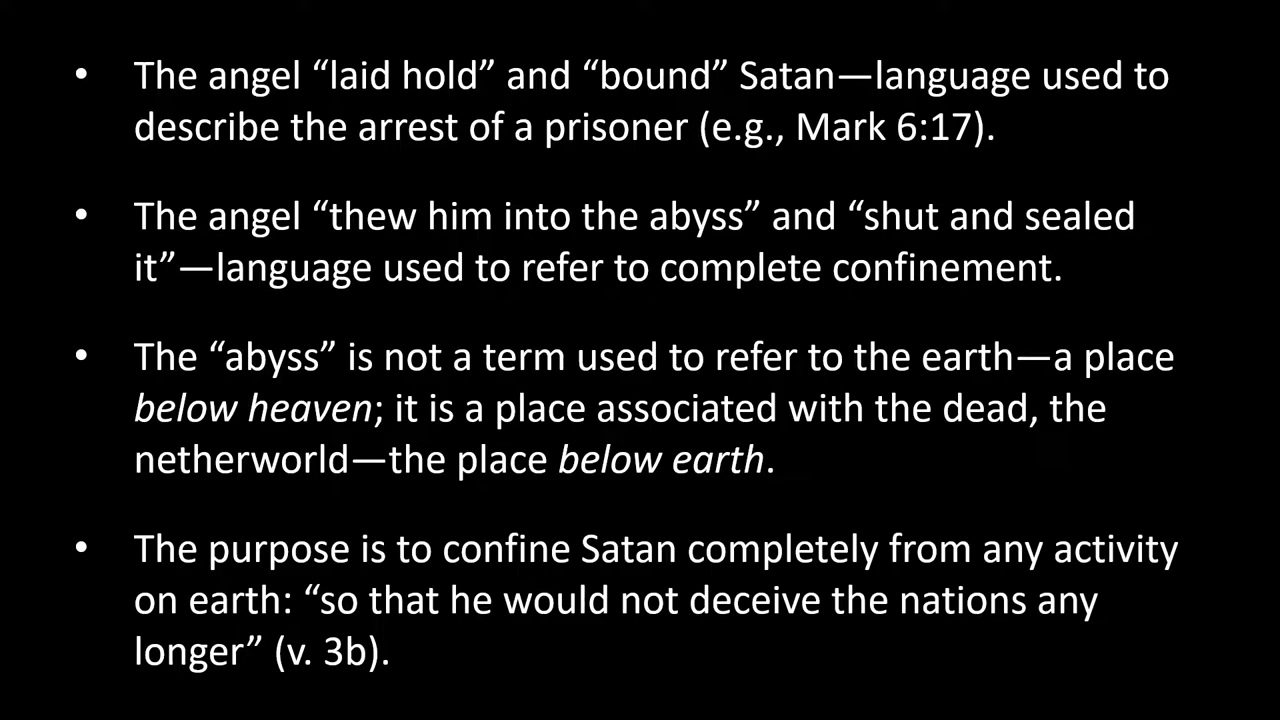 • The angel “laid hold” and “bound” Satan—language used to
describe the arrest of a prisoner (e.g., Mark 6:17).
• The angel “thew him into the abyss” and “shut and sealed
it”—language used to refer to complete confinement.
• The “abyss” is not a term used to refer to the earth—a place
below heaven; it is a place associated with the dead, the
netherworld—the place below earth.
• The purpose is to confine Satan completely from any activity
on earth: “so that he would not deceive the nations any
longer” (v. 3b).